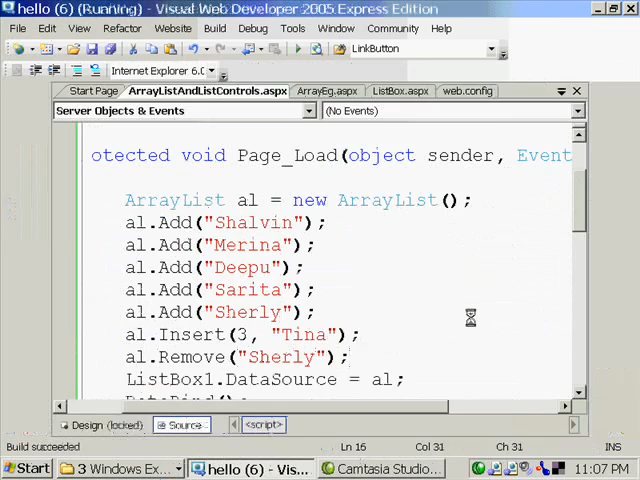 hello (6) (Running) - Visual Web Developer 2005 Express Edition
File Edit View Refactor Website Build Debug Tools Window Community Help
LinkButton
Internet Explorer 6.0
Start Page ArrayListAndListControls.aspx ArrayEg.aspx ListBox.aspx web.config
Server Objects & Events (No Events)
otected void Page_Load(object sender, Event
ArrayList al = new ArrayList();
al.Add("Shalvin");
al.Add("Merina");
al.Add("Deepu");
al.Add("Sarita");
al.Add("Sherly");
al.Insert(3, "Tina");
al.Remove("Sherly");
ListBox1.DataSource = al;
DataBind();
Design (locked) Source <script>
Build succeeded Ln 16 Col 31 Ch 31 INS
Start 3 Windows Ex... hello (6) - Vis... Camtasia Studio... 11:07 PM